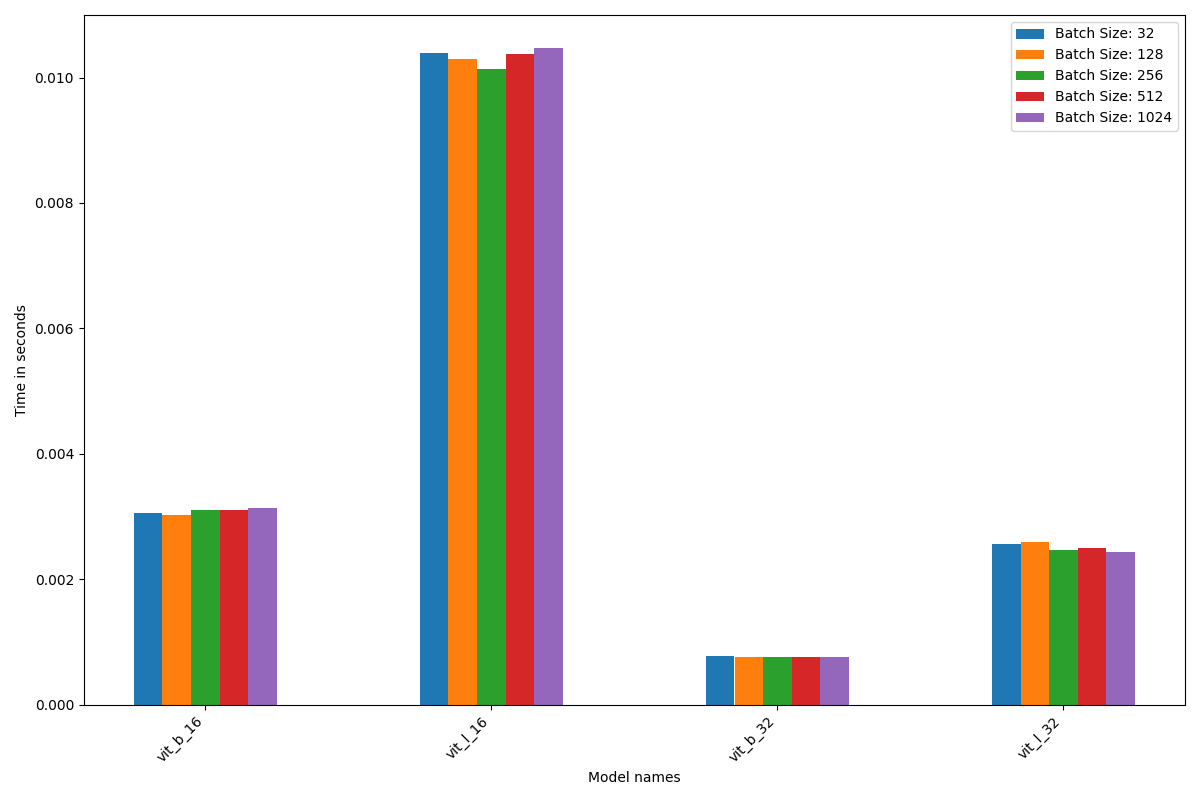 Batch Size: 32
Batch Size: 128
Batch Size: 256
Batch Size: 512
Batch Size: 1024
Time in seconds
0.010
0.008
0.006
0.004
0.002
0.000
vit_b_16
vit_l_16
vit_b_32
vit_l_32
Model names